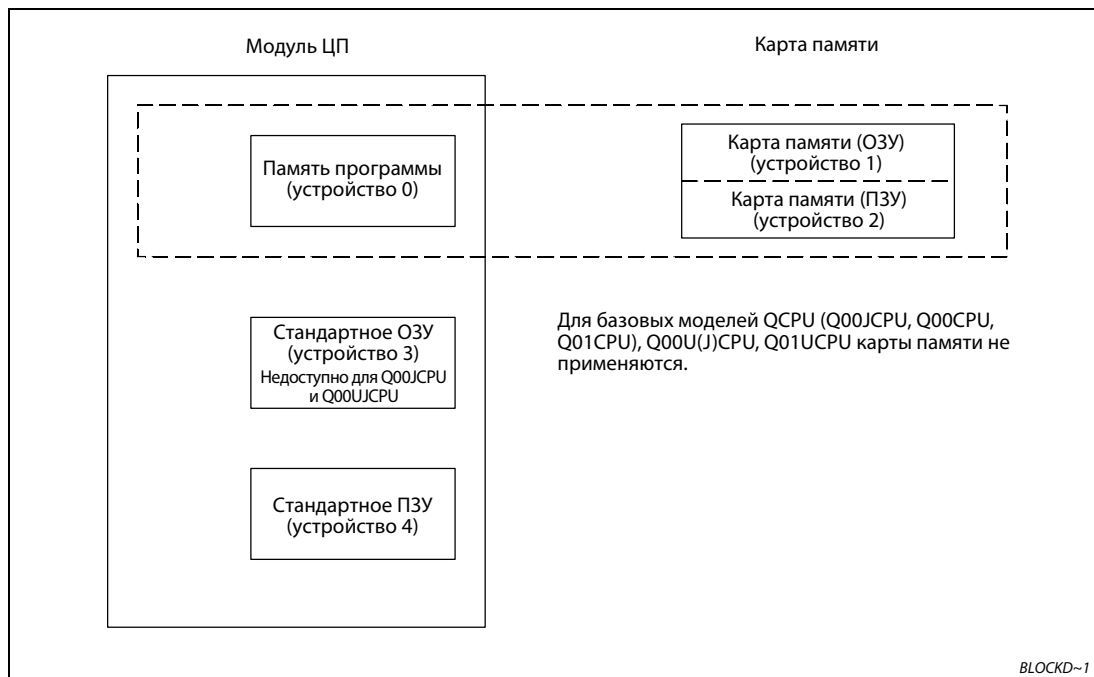 Модуль ЦП
Карта памяти
Память программы
(устройство 0)
Карта памяти (ОЗУ)
(устройство 1)
Карта памяти (ПЗУ)
(устройство 2)
Стандартное ОЗУ
(устройство 3)
Недоступно для Q00JCPU
и Q00UJCPU
Для базовых моделей QCPU (Q00JCPU, Q00CPU,
Q01CPU), Q00U(J)CPU, Q01UCPU карты памяти не
применяются.
Стандартное ПЗУ
(устройство 4)
BLOCKD~1